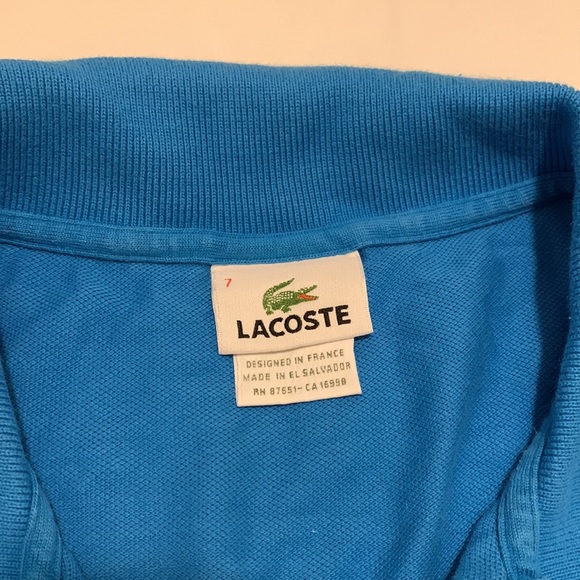 7
LACOSTE
DESIGNED IN FRANCE
MADE IN EL SALVADOR
RN 87651-CA 16998